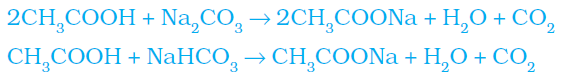 2CH₃COOH + Na₂CO₃ → 2CH₃COONa + H₂O + CO₂
CH₃COOH + NaHCO₃ → CH₃COONa + H₂O + CO₂